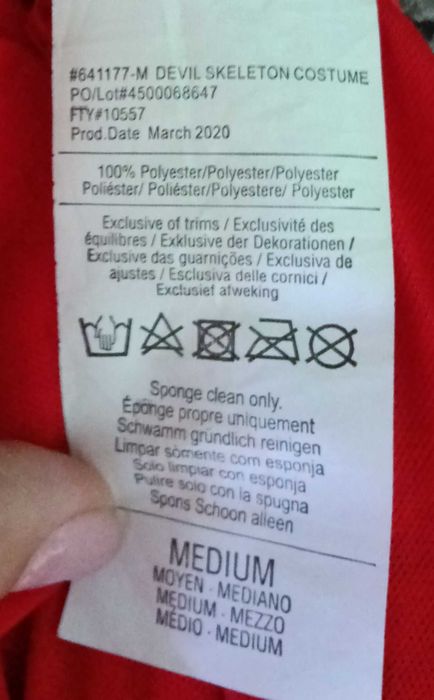 #641177-M DEVIL SKELETON COSTUME
PO/Lot#4500068647
FTY#10557
Prod.Date March 2020
100% Polyester/Polyester/Polyester
Poliéster/ Poliéster/Polyestere/ Polyester
Exclusive of trims / Exclusivité des
équilibres / Exklusive der Dekorationen /
Exclusive das guarnições / Exclusiva de
ajustes / Esclusiva delle cornici /
Exclusief afweking
Sponge clean only.
Éponge propre uniquement
Schwamm gründlich reinigen
Limpar sómente com esponja
Solo limpiar con esponja
Pulire solo con la spugna
Spons Schoon alleen
MEDIUM
MOYEN - MEDIANO
MEDIUM - MEZZO
MÉDIO - MEDIUM